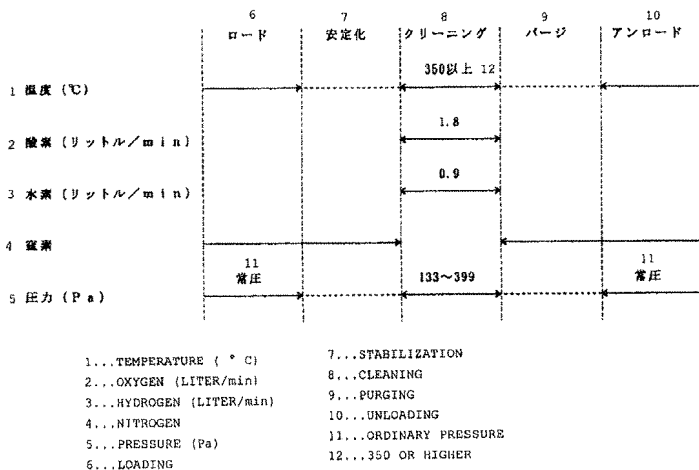 6 7 8 9 10
ロード 安定化 クリーニング パージ アンロード
350以上 12
1 温度 (℃)
1.8
2 酸素 (リットル/min)
0.9
3 水素 (リットル/min)
4 窒素
11 11
常圧 133～399 常圧
5 圧力 (Pa)
1...TEMPERATURE ( ° C)
2...OXYGEN (LITER/min)
3...HYDROGEN (LITER/min)
4...NITROGEN
5...PRESSURE (Pa)
6...LOADING
7...STABILIZATION
8...CLEANING
9...PURGING
10...UNLOADING
11...ORDINARY PRESSURE
12...350 OR HIGHER